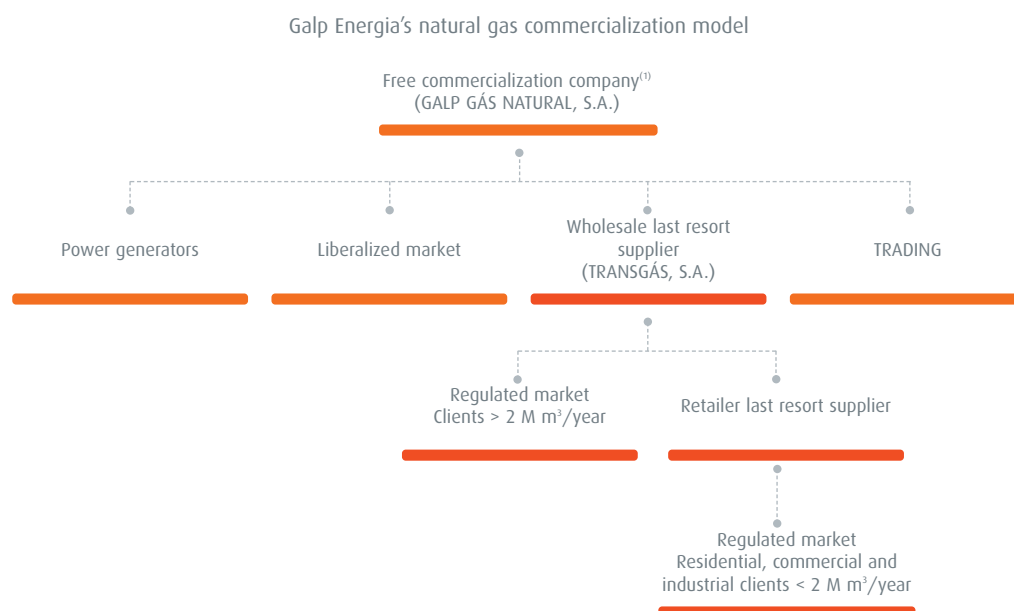 Galp Energia's natural gas commercialization model
Free commercialization company(1)
(GALP GÁS NATURAL, S.A.)
Power generators
Liberalized market
Wholesale last resort
supplier
(TRANSGÁS, S.A.)
TRADING
Regulated market
Clients > 2 M m³/year
Retailer last resort supplier
Regulated market
Residential, commercial and
industrial clients < 2 M m³/year